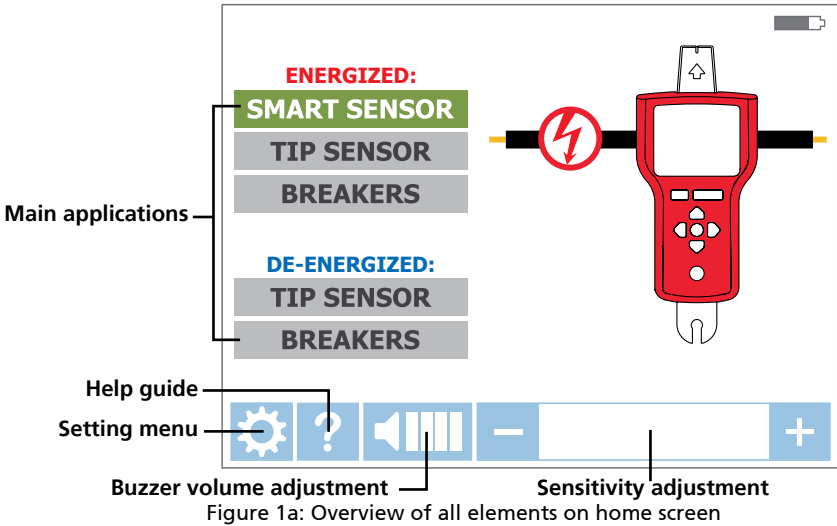 ENERGIZED:
SMART SENSOR
TIP SENSOR
BREAKERS
Main applications
DE-ENERGIZED:
TIP SENSOR
BREAKERS
Help guide
Setting menu
?
Buzzer volume adjustment
Sensitivity adjustment
Figure 1a: Overview of all elements on home screen